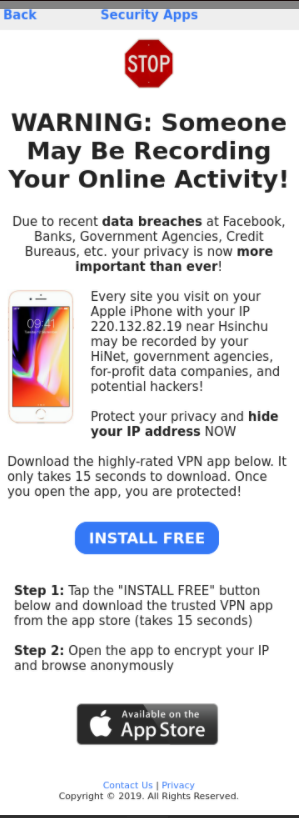 Back Security Apps
STOP
WARNING: Someone
May Be Recording
Your Online Activity!
Due to recent data breaches at Facebook,
Banks, Government Agencies, Credit
Bureaus, etc. your privacy is now more
important than ever!
Every site you visit on your
Apple iPhone with your IP
220.132.82.19 near Hsinchu
may be recorded by your
HiNet, government agencies,
for-profit data companies, and
potential hackers!
09:41
Protect your privacy and hide
your IP address NOW
Download the highly-rated VPN app below. It
only takes 15 seconds to download. Once
you open the app, you are protected!
INSTALL FREE
Step 1: Tap the "INSTALL FREE" button
below and download the trusted VPN app
from the app store (takes 15 seconds)
Step 2: Open the app to encrypt your IP
and browse anonymously
Available on the
App Store
Contact Us | Privacy
Copyright © 2019. All Rights Reserved.